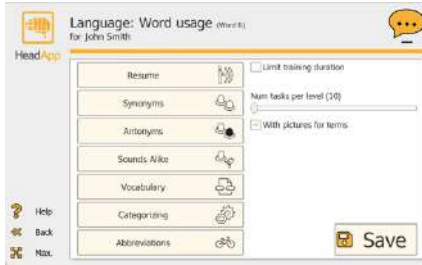 Language: Word usage
for John Smith
HeadApp
Resume
Synonyms
Antonyms
Sounds Alike
Vocabulary
Categorizing
Abbreviations
Limit training duration
Num tasks per level (10)
With pictures for terms
Help
Back
Max.
Save